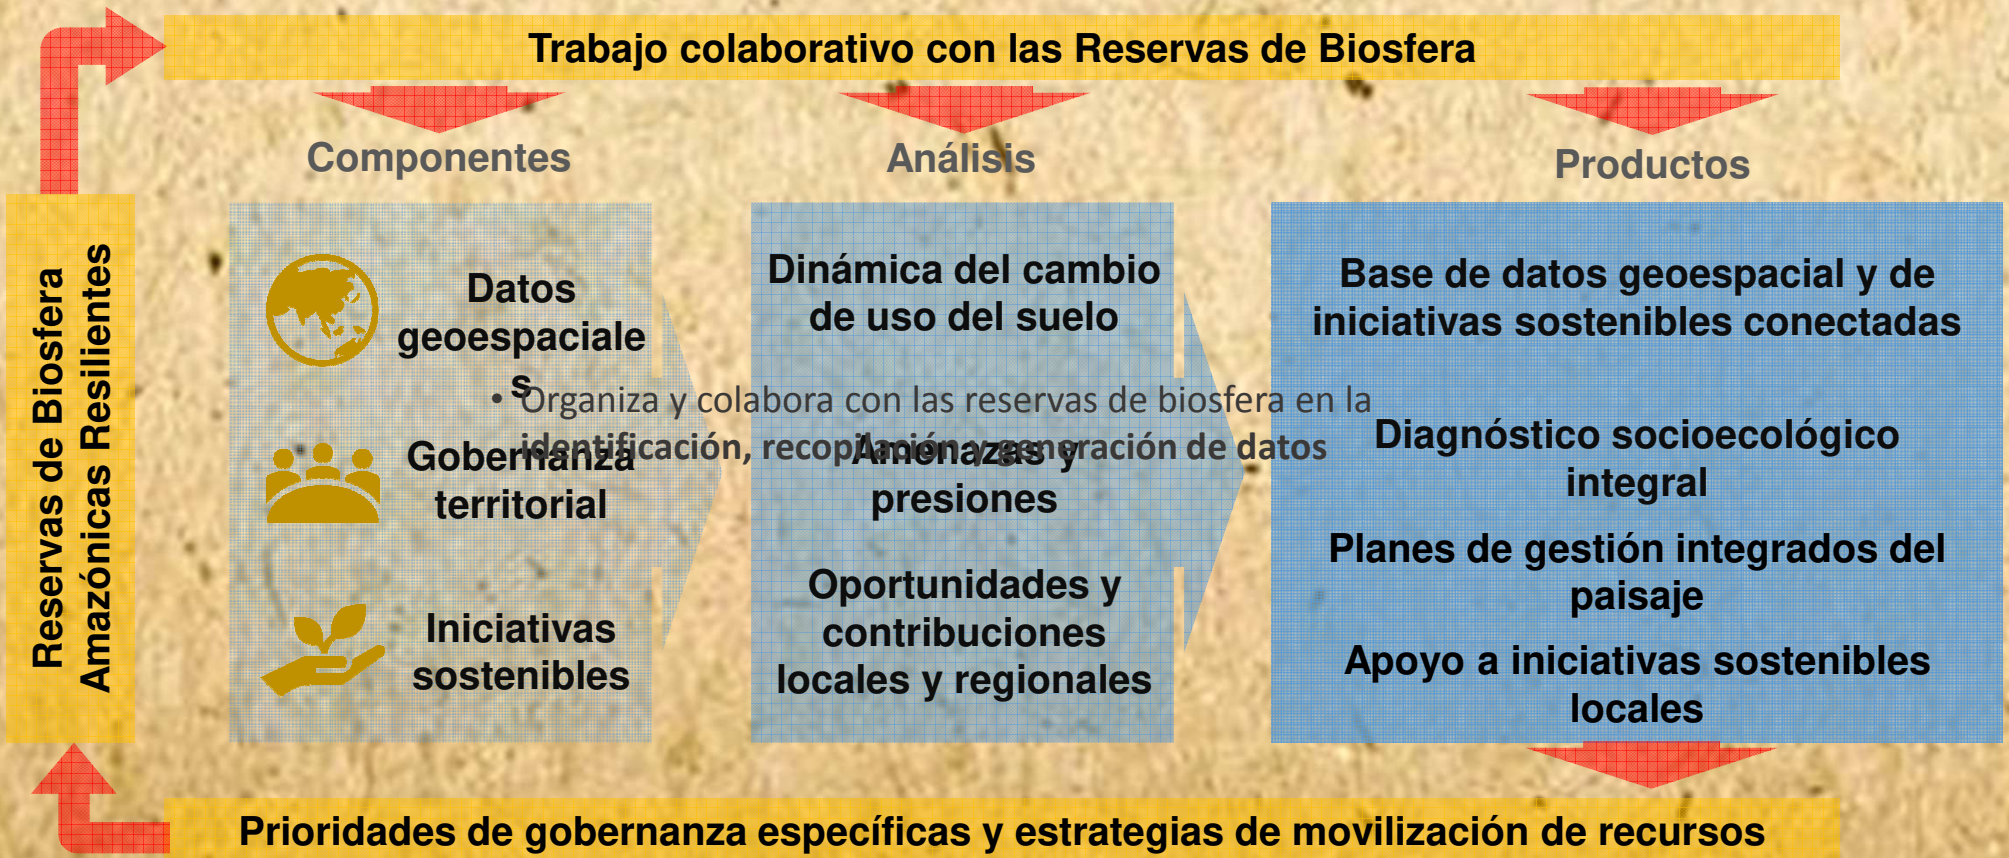 Trabajo colaborativo con las Reservas de Biosfera
Reservas de Biosfera
Amazónicas Resilientes
Componentes
Datos
geoespaciale
s
Gobernanza
territorial
Iniciativas
sostenibles
Análisis
Dinámica del cambio
de uso del suelo
Amenazas y
presiones
Oportunidades y
contribuciones
locales y regionales
• Organiza y colabora con las reservas de biosfera en la
identificación, recopilación y generación de datos
Productos
Base de datos geoespacial y de
iniciativas sostenibles conectadas
Diagnóstico socioecológico
integral
Planes de gestión integrados del
paisaje
Apoyo a iniciativas sostenibles
locales
Prioridades de gobernanza específicas y estrategias de movilización de recursos